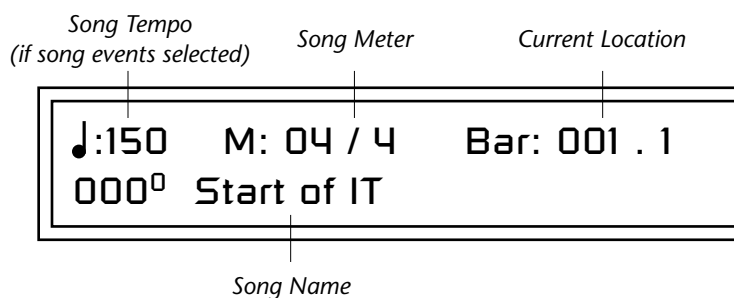 Song Tempo
(if song events selected)
Song Meter
Current Location
♩:150 M: 04 / 4 Bar: 001 . 1
000⁰ Start of IT
Song Name